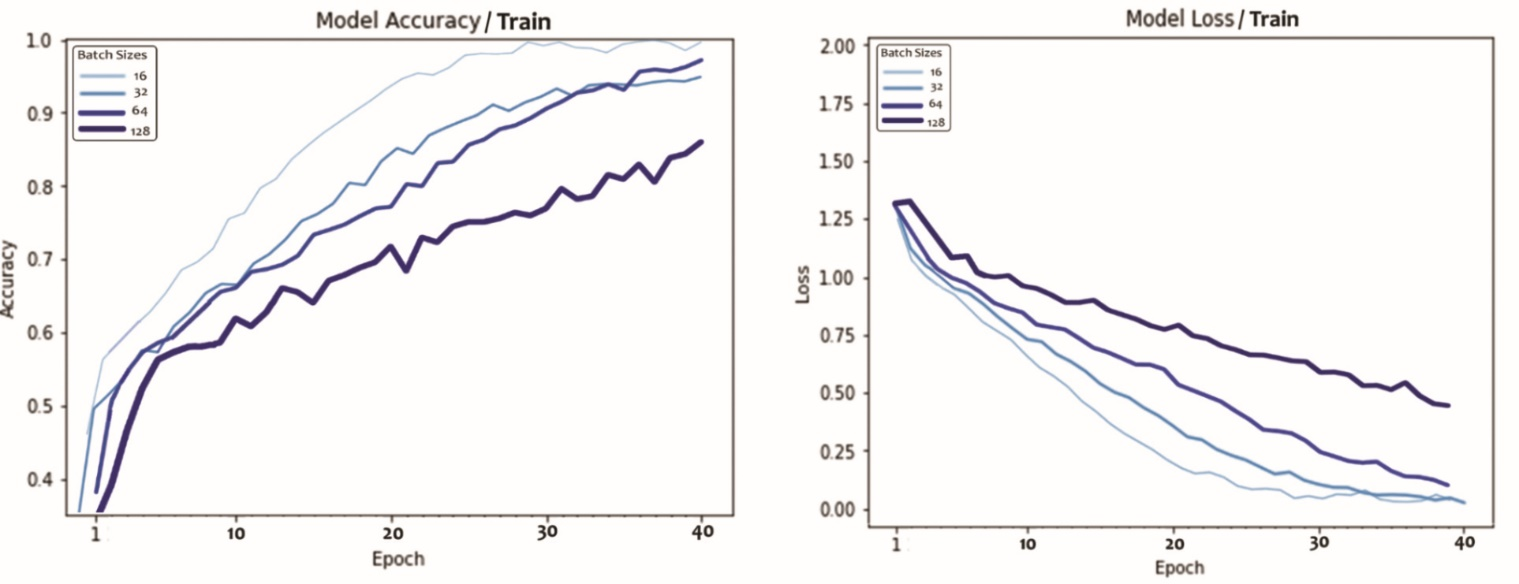 Model Accuracy / Train
1.0
0.9
0.8
0.7
0.6
0.5
0.4
Accuracy
Batch Sizes
16
32
64
128
1 10 20 30 40
Epoch
Model Loss / Train
2.00
1.75
1.50
1.25
1.00
0.75
0.50
0.25
0.00
Loss
Batch Sizes
16
32
64
128
1 10 20 30 40
Epoch